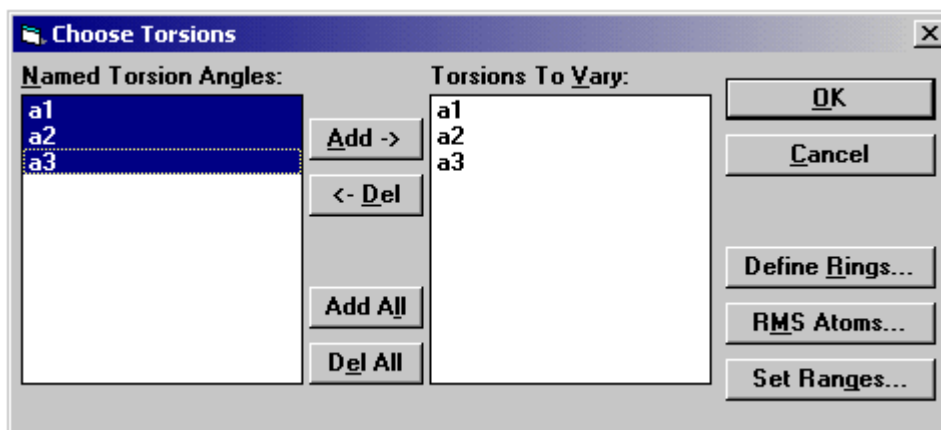 Choose Torsions
Named Torsion Angles:
a1
a2
a3
Add ->
<- Del
Add All
Del All
Torsions To Vary:
a1
a2
a3
OK
Cancel
Define Rings...
RMS Atoms...
Set Ranges...